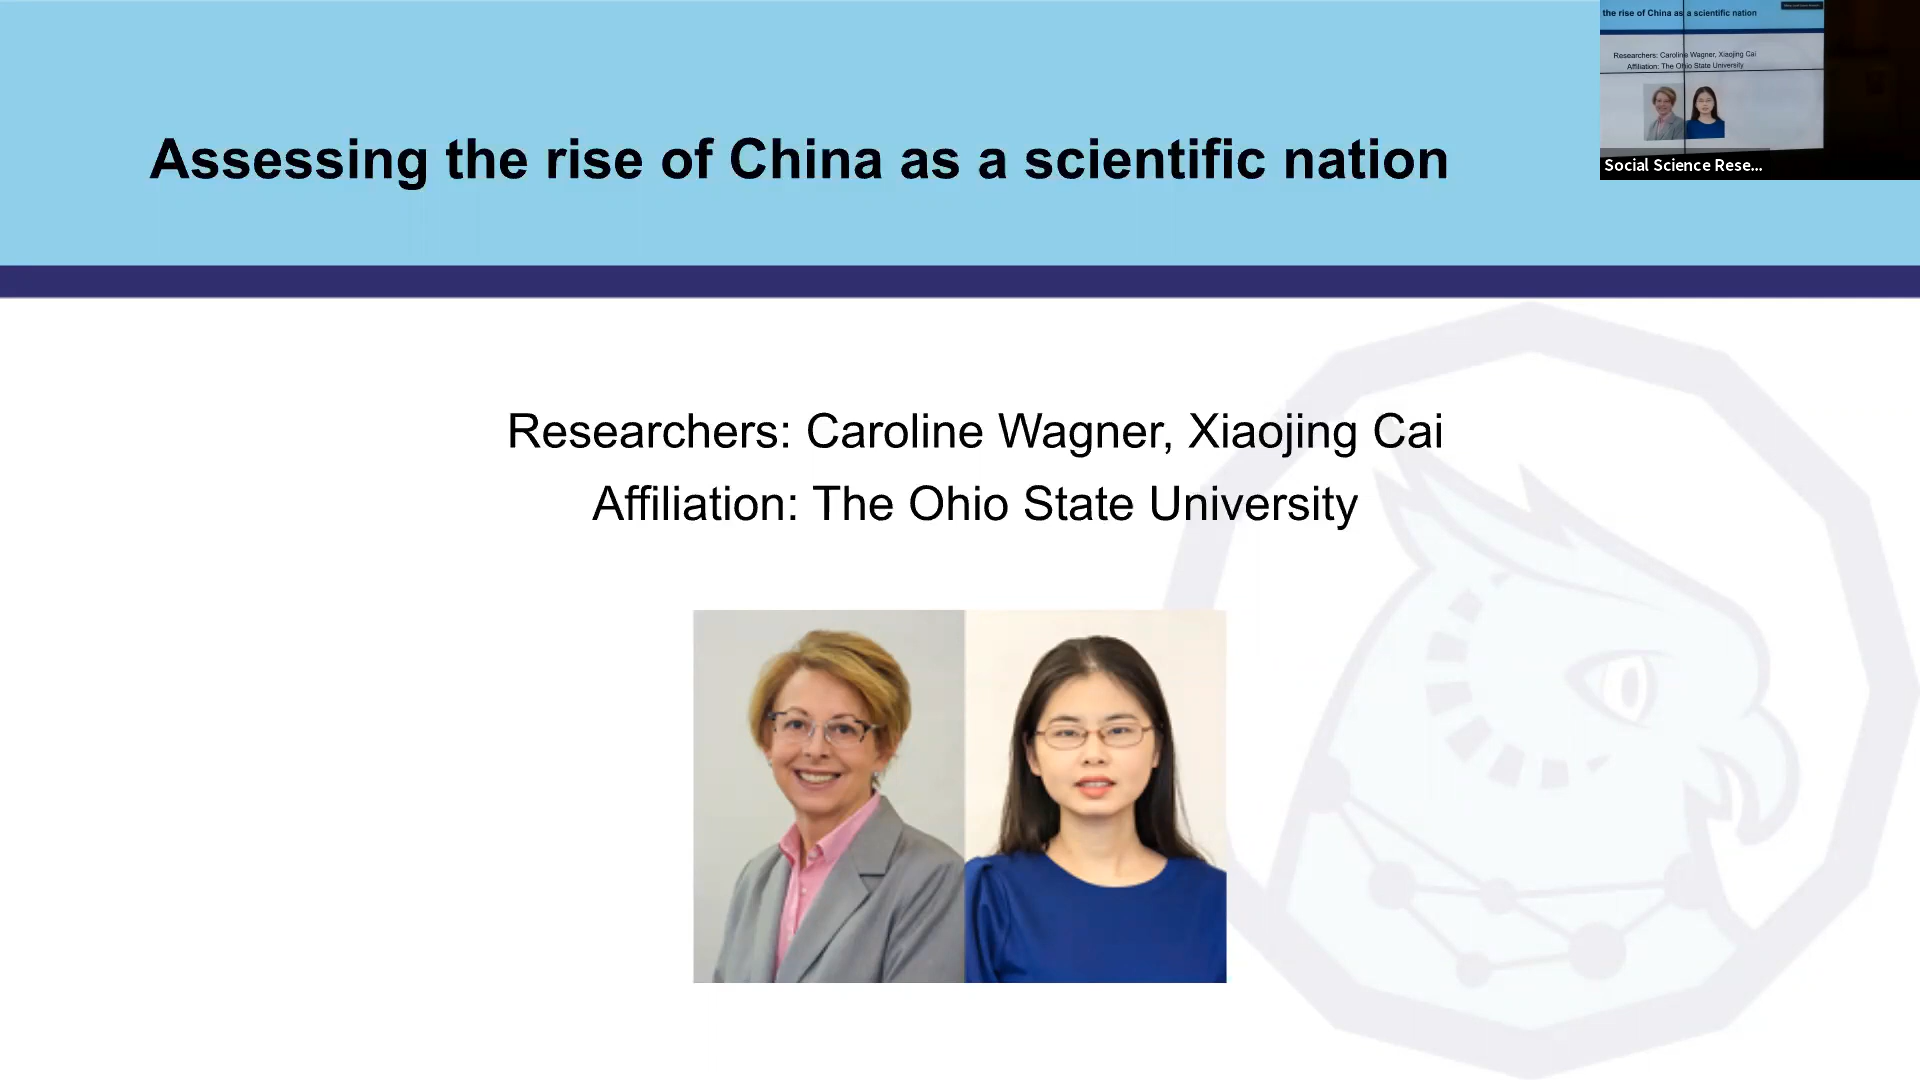 Assessing the rise of China as a scientific nation
Researchers: Caroline Wagner, Xiaojing Cai
Affiliation: The Ohio State University
the rise of China as a scientific nation
Researchers: Caroline Wagner, Xiaojing Cai
Affiliation: The Ohio State University
Social Science Rese...